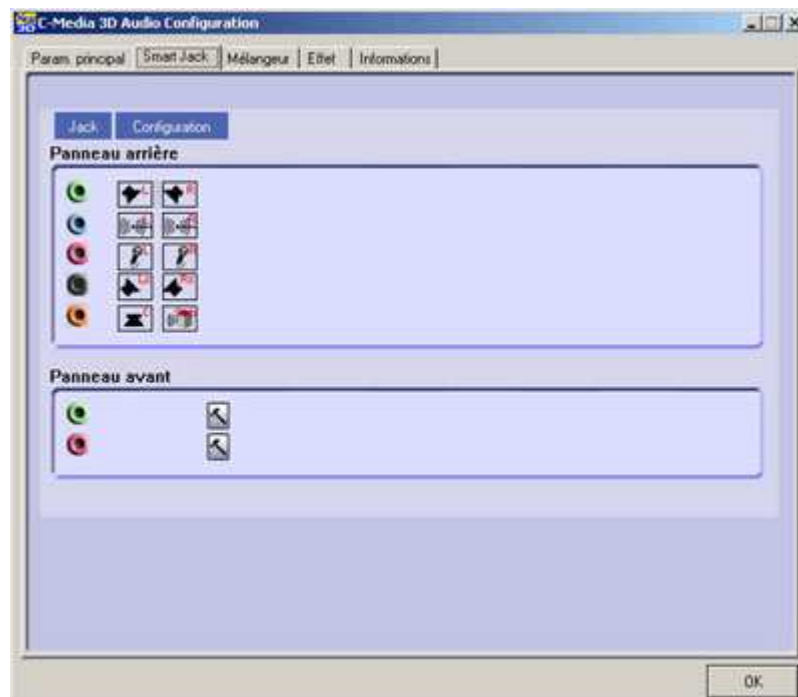 C-Media 3D Audio Configuration
Param. principal Smart Jack Mélangeur Effet Informations
Jack Configuration
Panneau arrière
L R
Panneau avant
OK